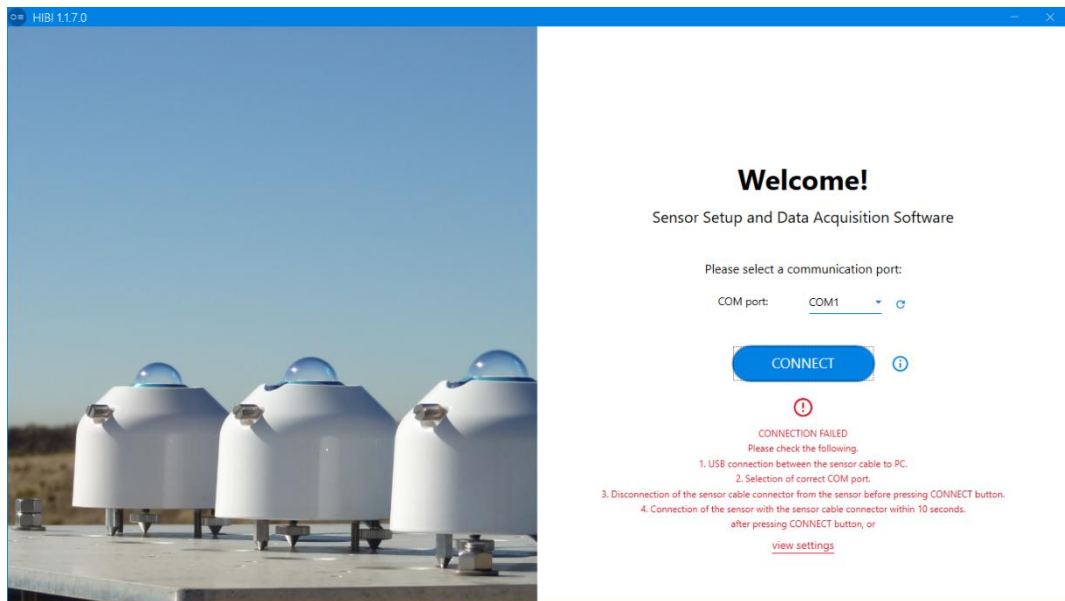 HIBI 1.1.7.0
Welcome!
Sensor Setup and Data Acquisition Software
Please select a communication port:
COM port: COM1
CONNECT
CONNECTION FAILED
Please check the following.
1. USB connection between the sensor cable to PC.
2. Selection of correct COM port.
3. Disconnection of the sensor cable connector from the sensor before pressing CONNECT button.
4. Connection of the sensor with the sensor cable connector within 10 seconds.
after pressing CONNECT button, or
view settings